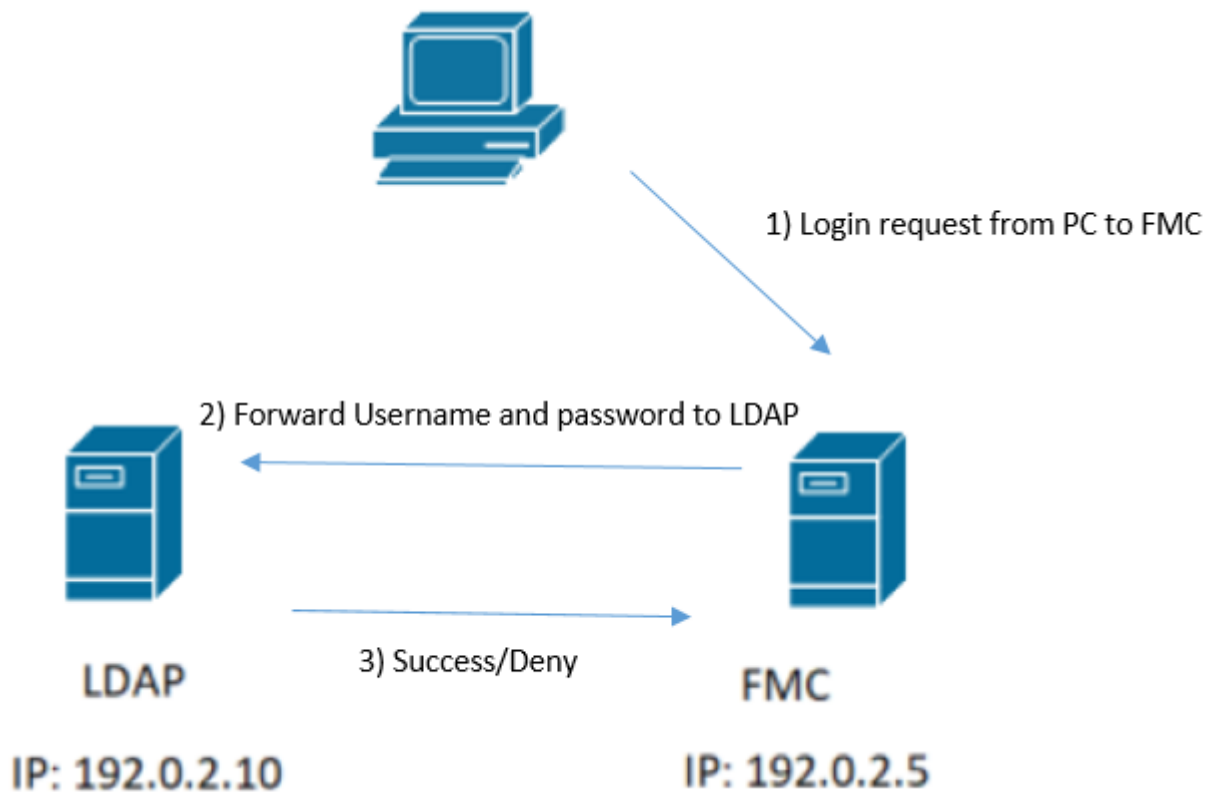 1) Login request from PC to FMC
2) Forward Username and password to LDAP
3) Success/Deny
LDAP
IP: 192.0.2.10
FMC
IP: 192.0.2.5